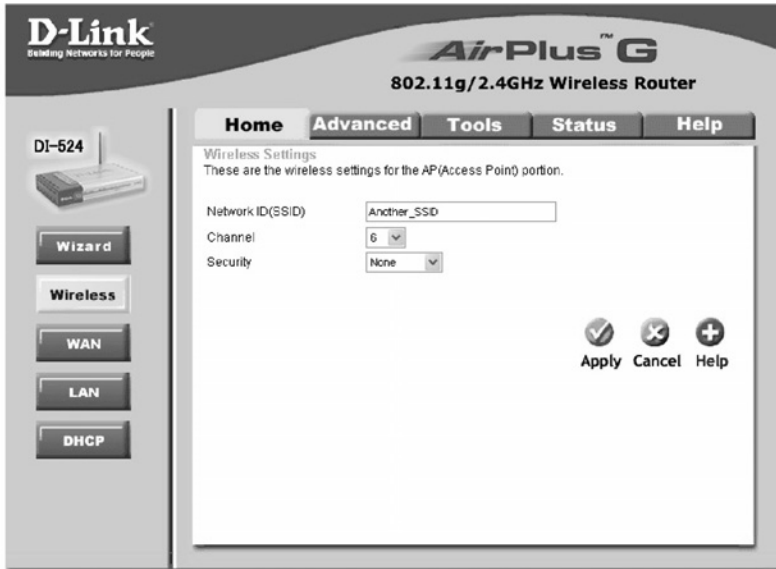 D-Link
Building Networks for People
AirPlus G
TM
802.11g/2.4GHz Wireless Router
DI-524
Home
Advanced
Tools
Status
Help
Wizard
Wireless
WAN
LAN
DHCP
Wireless Settings
These are the wireless settings for the AP(Access Point) portion.
Network ID(SSID)
Another_SSID
Channel
6
Security
None
Apply
Cancel
Help